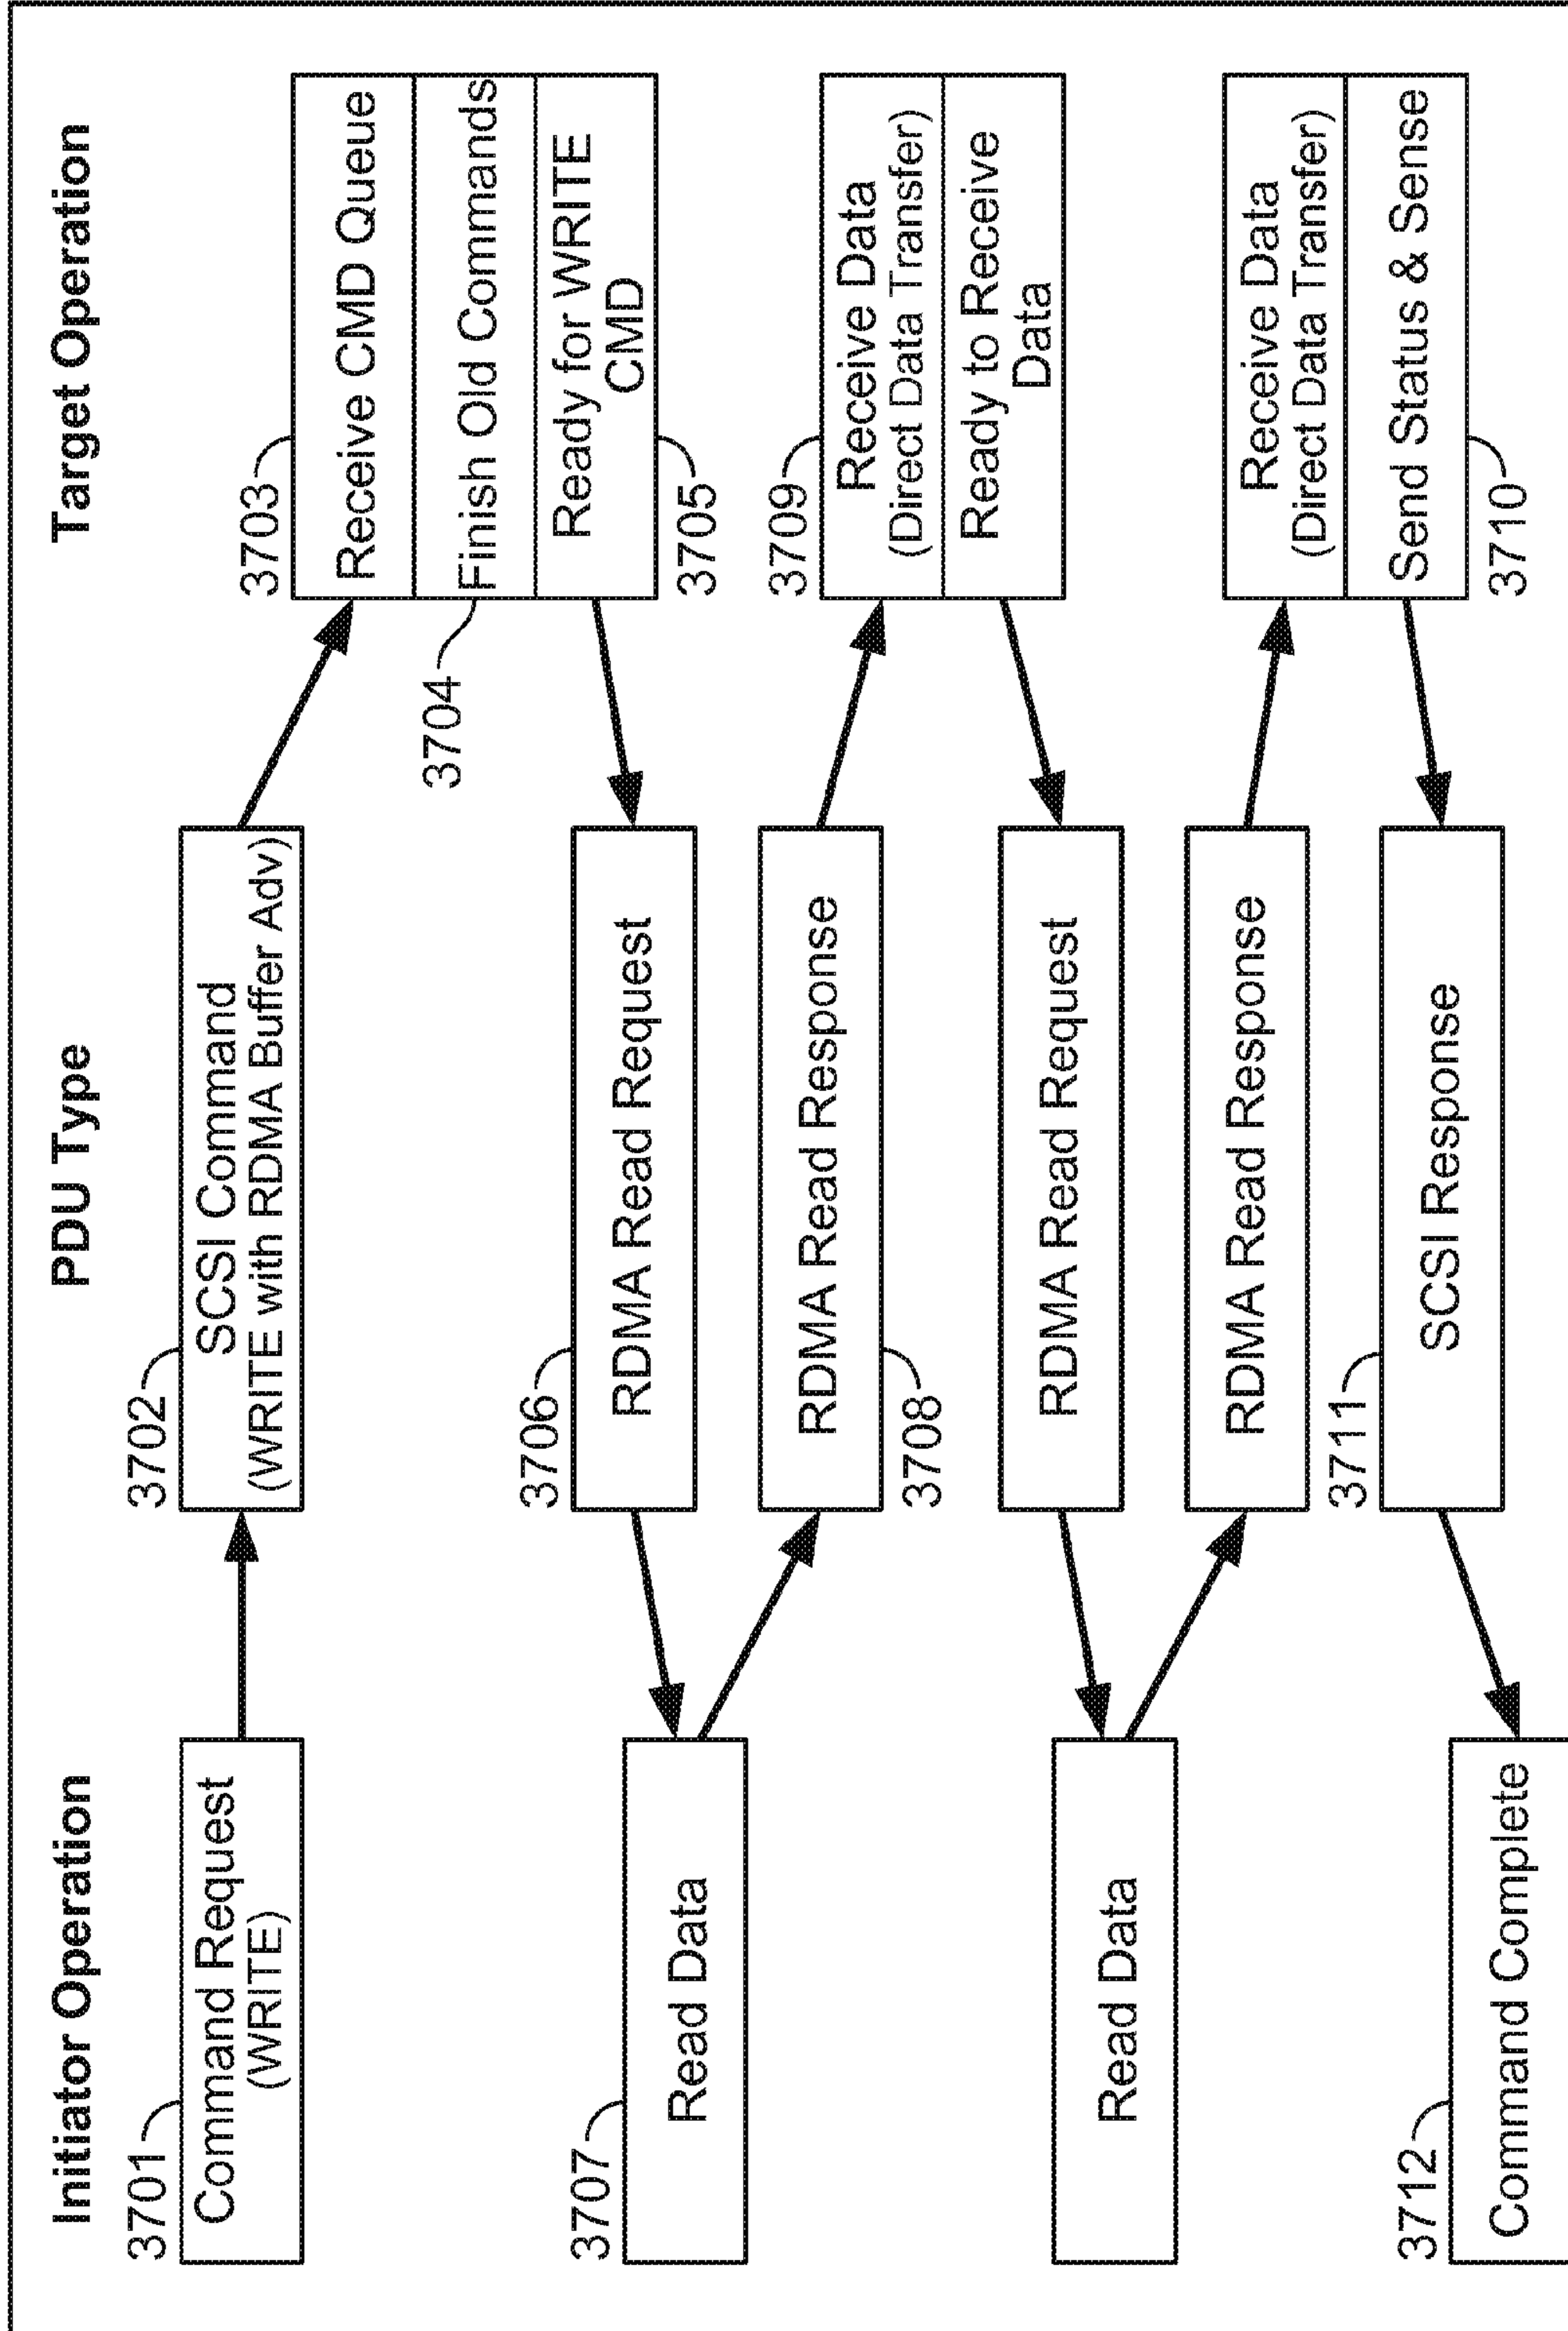 Initiator Operation
PDU Type
Target Operation
3701
Command Request
(WRITE)
3702
SCSI Command
(WRITE with RDMA Buffer Adv)
3703
Receive CMD Queue
3704
Finish Old Commands
Ready for WRITE
CMD
3705
3706
RDMA Read Request
3707
Read Data
RDMA Read Response
3708
3709
Receive Data
(Direct Data Transfer)
Ready to Receive
Data
RDMA Read Request
Read Data
RDMA Read Response
Receive Data
(Direct Data Transfer)
Send Status & Sense
3710
3711
SCSI Response
3712
Command Complete